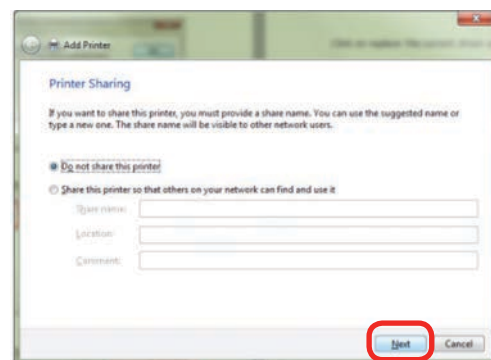 Add Printer
Printer Sharing
If you want to share this printer, you must provide a share name. You can use the suggested name or
type a new one. The share name will be visible to other network users.
Do not share this printer
Share this printer so that others on your network can find and use it
Share name:
Location:
Comment:
Next
Cancel